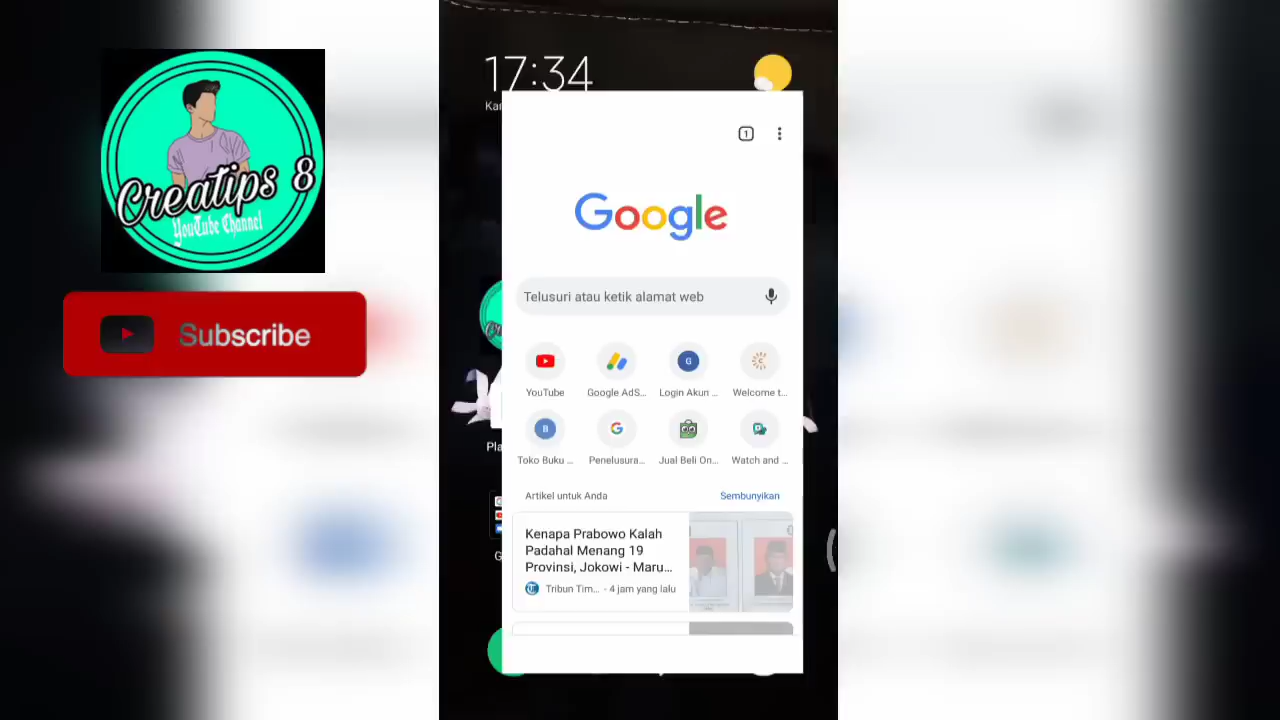 Creatips 8
YouTube Channel
Subscribe
17:34
1
Google
Telusuri atau ketik alamat web
G
YouTube
Google AdS...
Login Akun ...
Welcome t...
B
Toko Buku ...
Penelusura...
Jual Beli On...
Watch and ...
Artikel untuk Anda
Sembunyikan
Kenapa Prabowo Kalah
Padahal Menang 19
Provinsi, Jokowi - Maru...
Tribun Tim... - 4 jam yang lalu